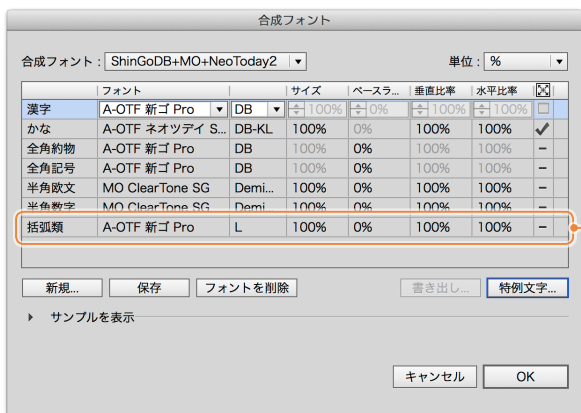 合成フォント
合成フォント： ShinGoDB+MO+NeoToday2 単位： %
フォント サイズ ベースラ... 垂直比率 水平比率
漢字 A-OTF 新ゴ Pro DB 100% 0% 100% 100%
かな A-OTF ネオツデイ S... DB-KL 100% 0% 100% 100%
全角約物 A-OTF 新ゴ Pro DB 100% 0% 100% 100%
全角記号 A-OTF 新ゴ Pro DB 100% 0% 100% 100%
半角欧文 MO ClearTone SG Demi... 100% 0% 100% 100%
半角数字 MO ClearTone SG Demi... 100% 0% 100% 100%
括弧類 A-OTF 新ゴ Pro L 100% 0% 100% 100%
新規... 保存 フォントを削除 書き出し... 特例文字...
サンプルを表示
キャンセル OK